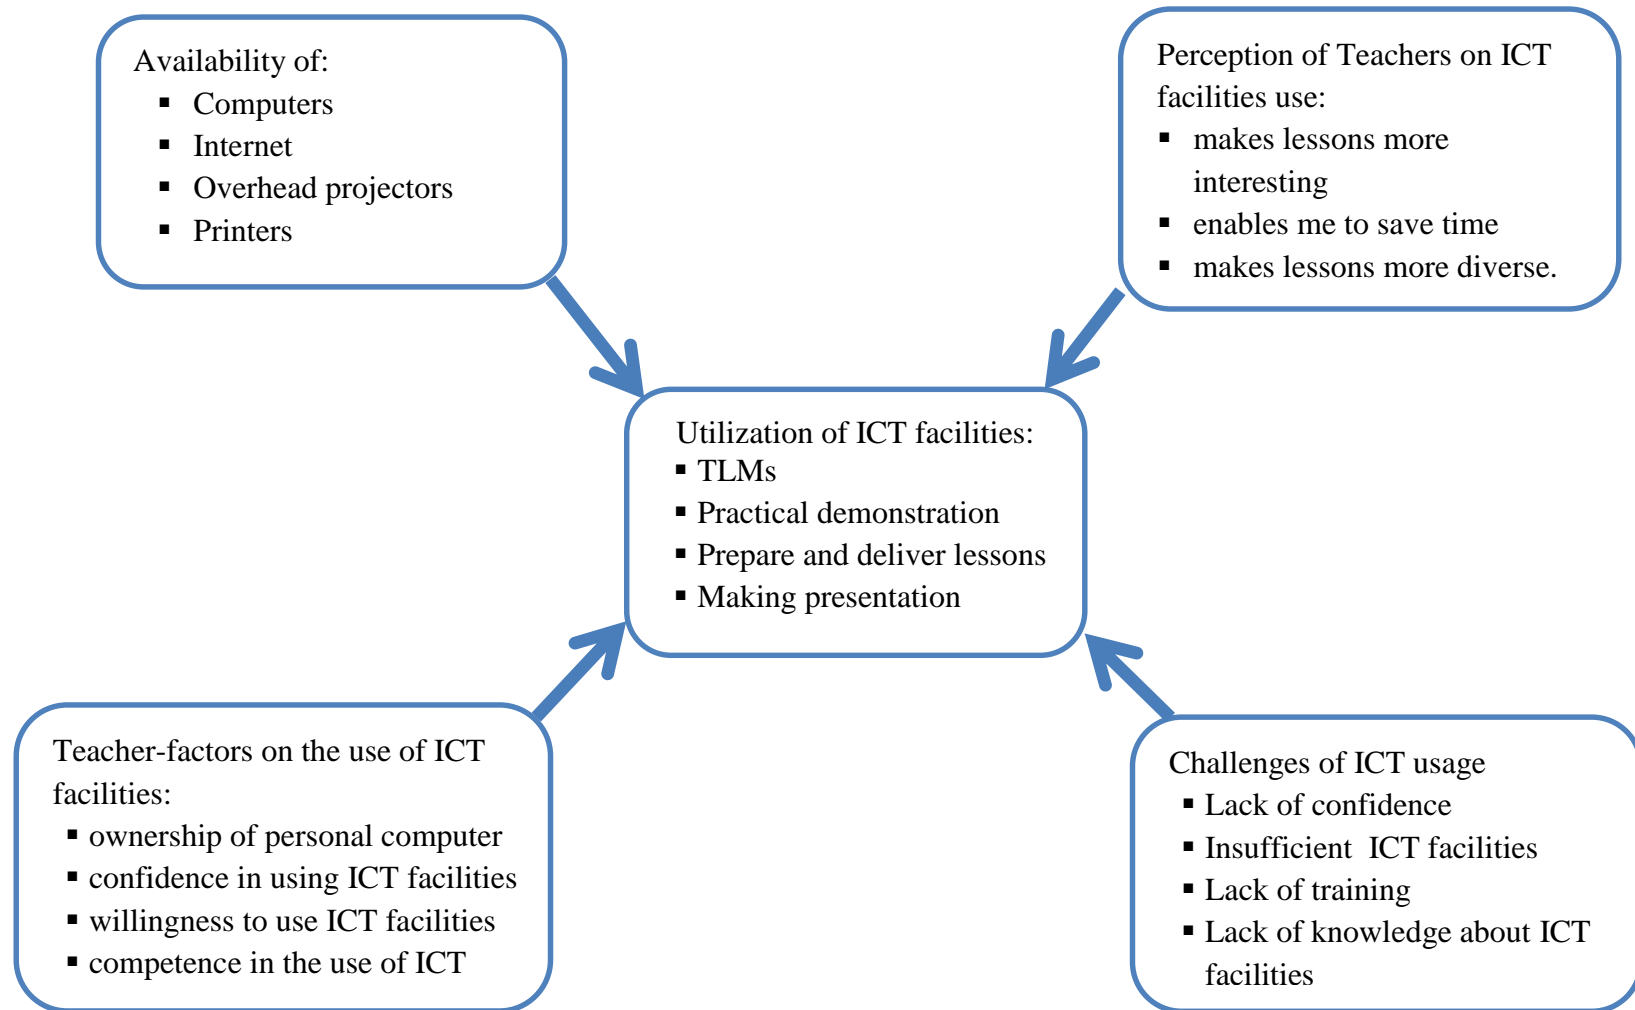 Availability of:
▪ Computers
▪ Internet
▪ Overhead projectors
▪ Printers
Perception of Teachers on ICT
facilities use:
▪ makes lessons more
interesting
▪ enables me to save time
▪ makes lessons more diverse.
Utilization of ICT facilities:
▪ TLMs
▪ Practical demonstration
▪ Prepare and deliver lessons
▪ Making presentation
Teacher-factors on the use of ICT
facilities:
▪ ownership of personal computer
▪ confidence in using ICT facilities
▪ willingness to use ICT facilities
▪ competence in the use of ICT
Challenges of ICT usage
▪ Lack of confidence
▪ Insufficient  ICT facilities
▪ Lack of training
▪ Lack of knowledge about ICT
facilities